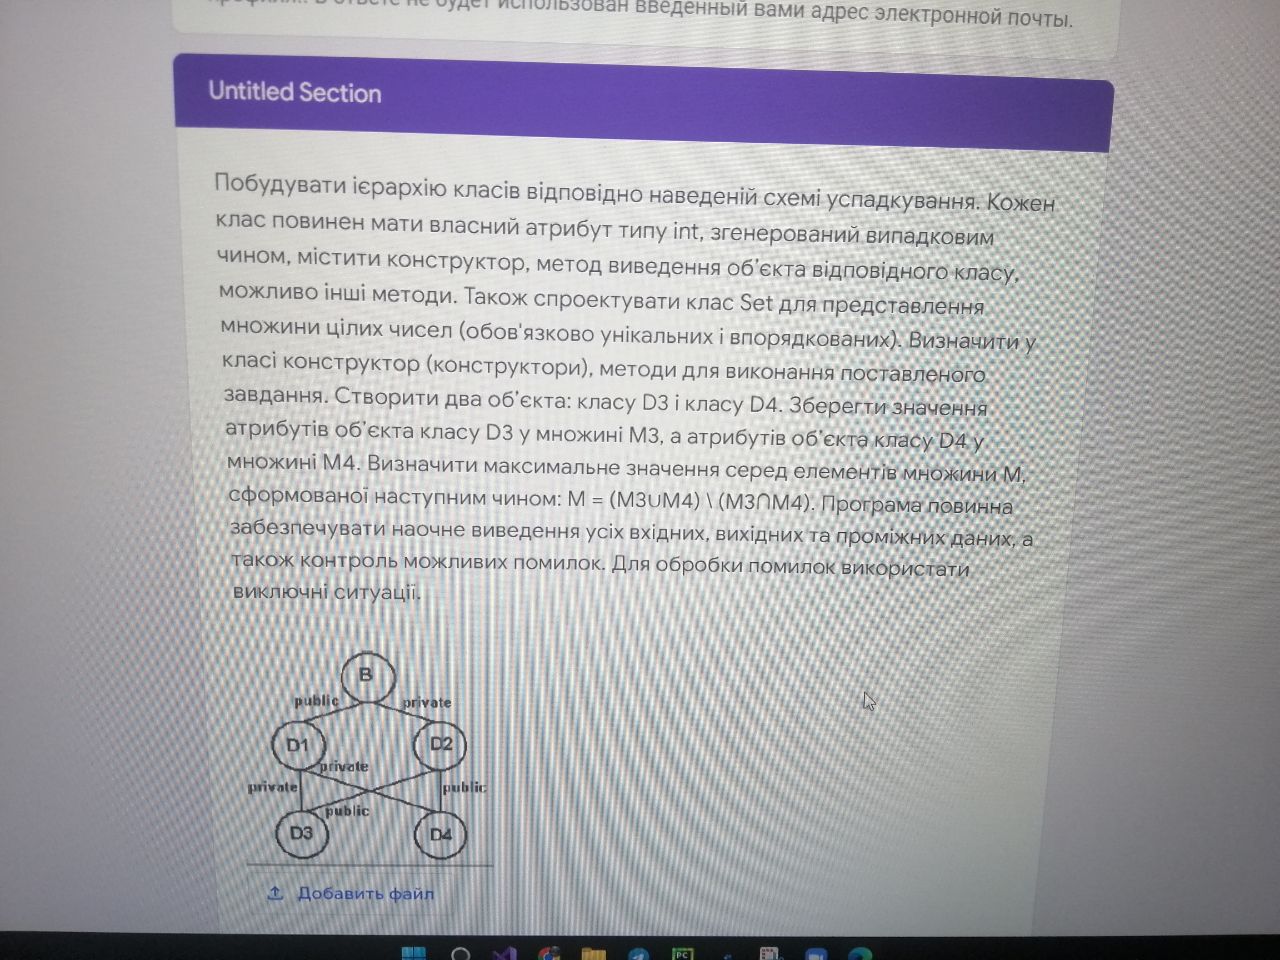 профилю. В ответе не будет использован введенный вами адрес электронной почты.
Untitled Section
Побудувати ієрархію класів відповідно наведеній схемі успадкування. Кожен
клас повинен мати власний атрибут типу int, згенерований випадковим
чином, містити конструктор, метод виведення об'єкта відповідного класу,
можливо інші методи. Також спроектувати клас Set для представлення
множини цілих чисел (обов'язково унікальних і впорядкованих). Визначити у
класі конструктор (конструктори), методи для виконання поставленого
завдання. Створити два об'єкта: класу D3 і класу D4. Зберегти значення
атрибутів об'єкта класу D3 у множині М3, а атрибутів об'єкта класу D4 у
множині М4. Визначити максимальне значення серед елементів множини М,
сформованої наступним чином: M = (M3∪M4) \ (M3∩M4). Програма повинна
забезпечувати наочне виведення усіх вхідних, вихідних та проміжних даних, а
також контроль можливих помилок. Для обробки помилок використати
виключні ситуації.
B
public private
D1 D2
private
private public
public
D3 D4
Добавить файл